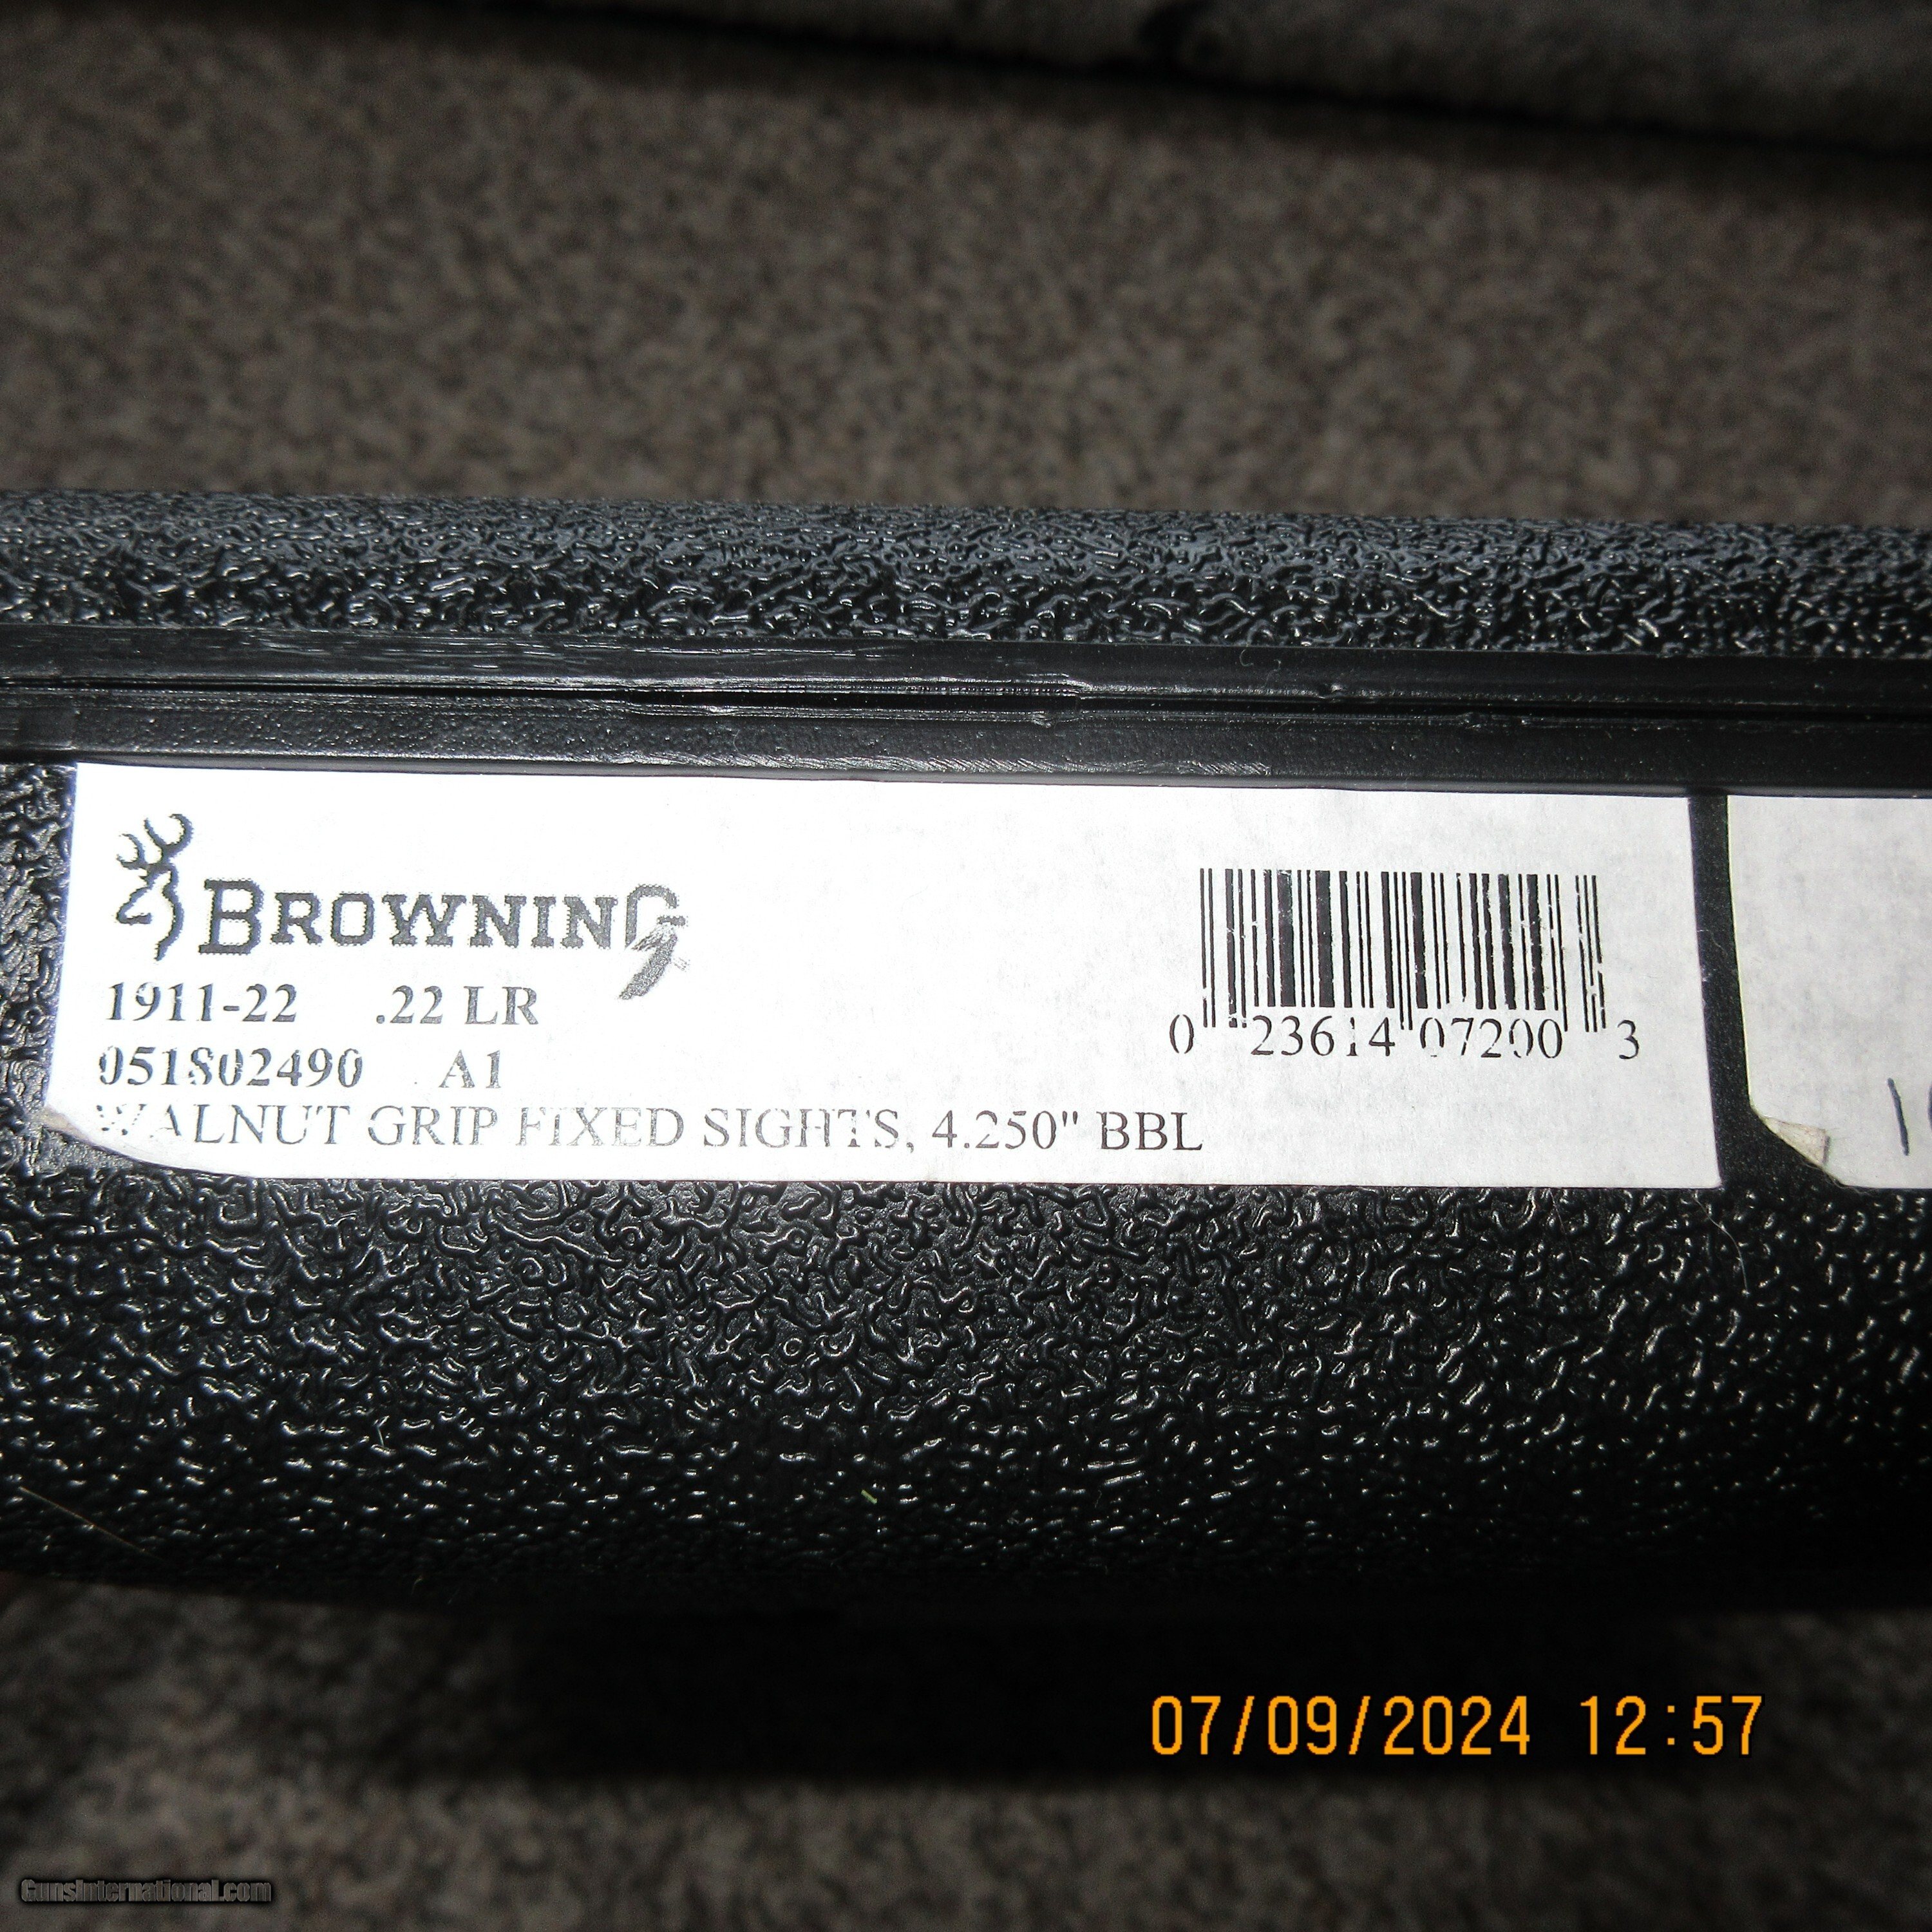 BROWNING
1911-22 .22 LR
051802490 A1
WALNUT GRIP FIXED SIGHTS, 4.250" BBL
0 23614 07200 3
07/09/2024 12:57
GunsInternational.com